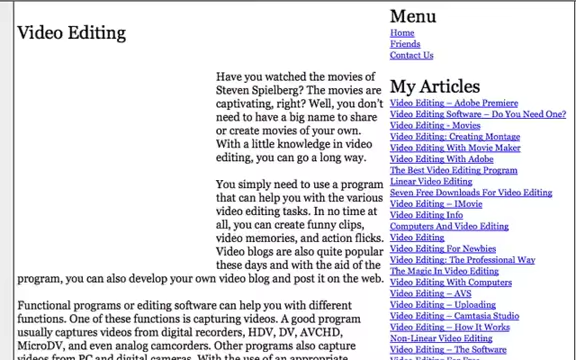 Video Editing
Have you watched the movies of
Steven Spielberg? The movies are
captivating, right? Well, you don't
need to have a big name to share
or create movies of your own.
With a little knowledge in video
editing, you can go a long way.
You simply need to use a program
that can help you with the various
video editing tasks. In no time at
all, you can create funny clips,
video memories, and action flicks.
Video blogs are also quite popular
these days and with the aid of the
program, you can also develop your own video blog and post it on the web.
Functional programs or editing software can help you with different
functions. One of these functions is capturing videos. A good program
usually captures videos from digital recorders, HDV, DV, AVCHD,
MicroDV, and even analog camcorders. Other programs also capture
videos from PC and digital cameras. With the use of an appropriate
Menu
Home
Friends
Contact Us
My Articles
Video Editing – Adobe Premiere
Video Editing Software – Do You Need One?
Video Editing - Movies
Video Editing: Creating Montage
Video Editing With Movie Maker
Video Editing With Adobe
The Best Video Editing Program
Linear Video Editing
Seven Free Downloads For Video Editing
Video Editing – IMovie
Video Editing Info
Computers And Video Editing
Video Editing
Video Editing For Newbies
Video Editing: The Professional Way
The Magic In Video Editing
Video Editing With Computers
Video Editing – AVS
Video Editing – Uploading
Video Editing – Camtasia Studio
Video Editing – How It Works
Non-Linear Video Editing
Video Editing – The Software